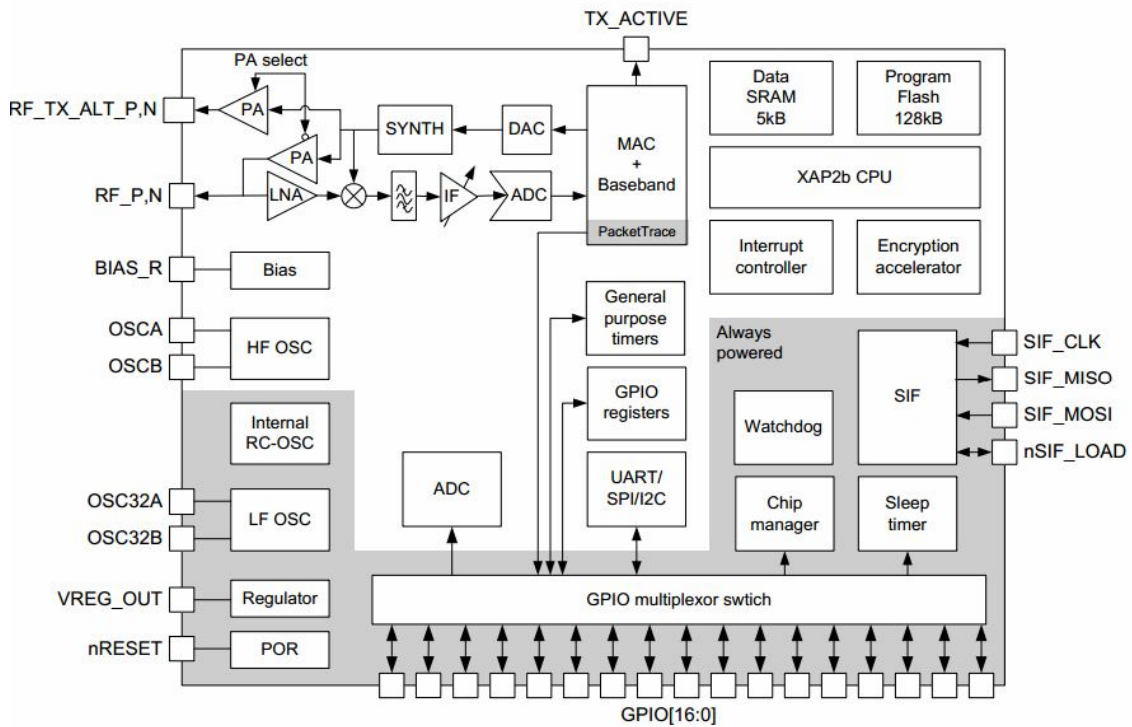 TX_ACTIVE
PA select
RF_TX_ALT_P,N
PA
SYNTH
DAC
MAC
+
Baseband
Data
SRAM
5kB
Program
Flash
128kB
PA
RF_P,N
LNA
IF
ADC
XAP2b CPU
PacketTrace
BIAS_R
Bias
Interrupt
controller
Encryption
accelerator
OSCA
OSCB
HF OSC
General
purpose
timers
Always
powered
SIF
SIF_CLK
SIF_MISO
SIF_MOSI
nSIF_LOAD
Internal
RC-OSC
GPIO
registers
Watchdog
OSC32A
OSC32B
LF OSC
ADC
UART/
SPI/I2C
Chip
manager
Sleep
timer
VREG_OUT
Regulator
GPIO multiplexor swtich
nRESET
POR
GPIO[16:0]